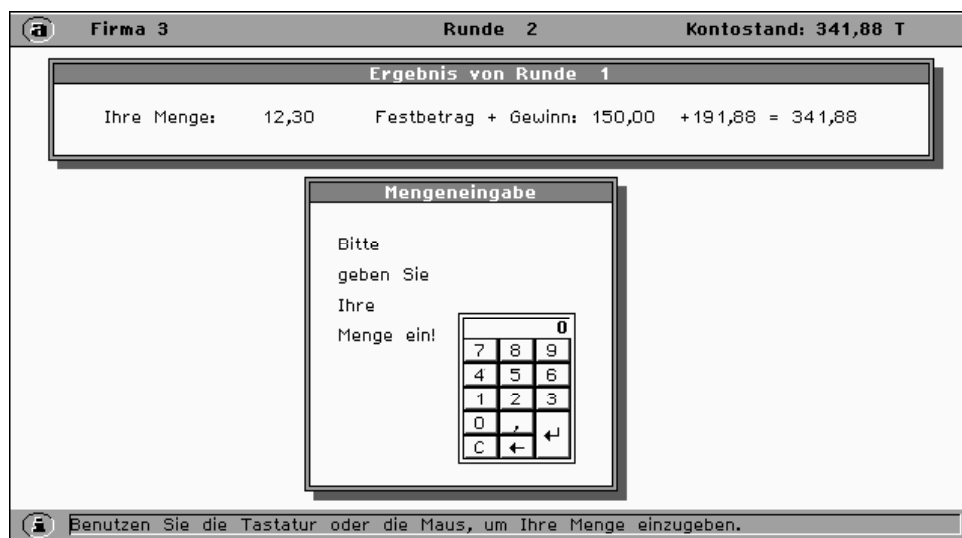 a Firma 3 Runde 2 Kontostand: 341,88 T
Ergebnis von Runde 1
Ihre Menge: 12,30 Festbetrag + Gewinn: 150,00 +191,88 = 341,88
Mengeneingabe
Bitte
geben Sie
Ihre
Menge ein!
0
7 8 9
4 5 6
1 2 3
0 , ↵
C ←
i Benutzen Sie die Tastatur oder die Maus, um Ihre Menge einzugeben.